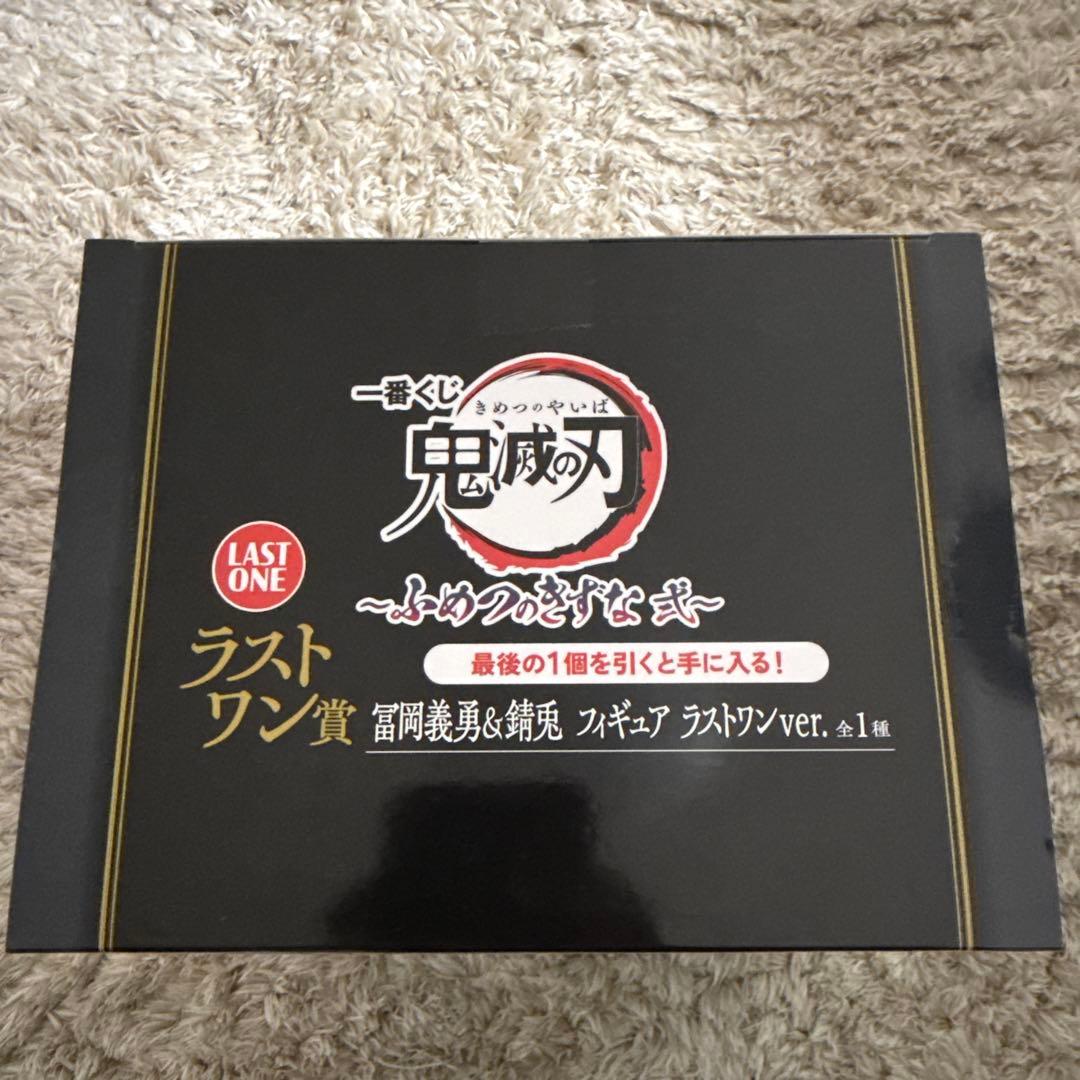 一番くじ
きめつのやいば
鬼滅の刃
～ふめつのきずな 弐～
LAST
ONE
ラスト
ワン賞
最後の1個を引くと手に入る!
冨岡義勇&錆兎 フィギュア ラストワンver. 全1種